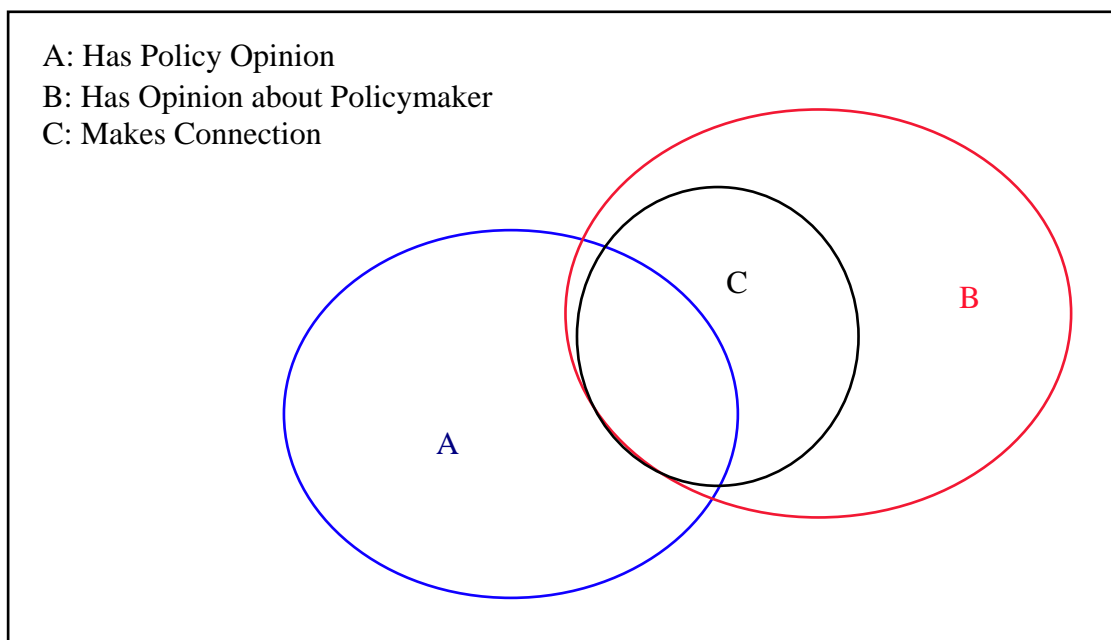 A: Has Policy Opinion
B: Has Opinion about Policymaker
C: Makes Connection
C
B
A